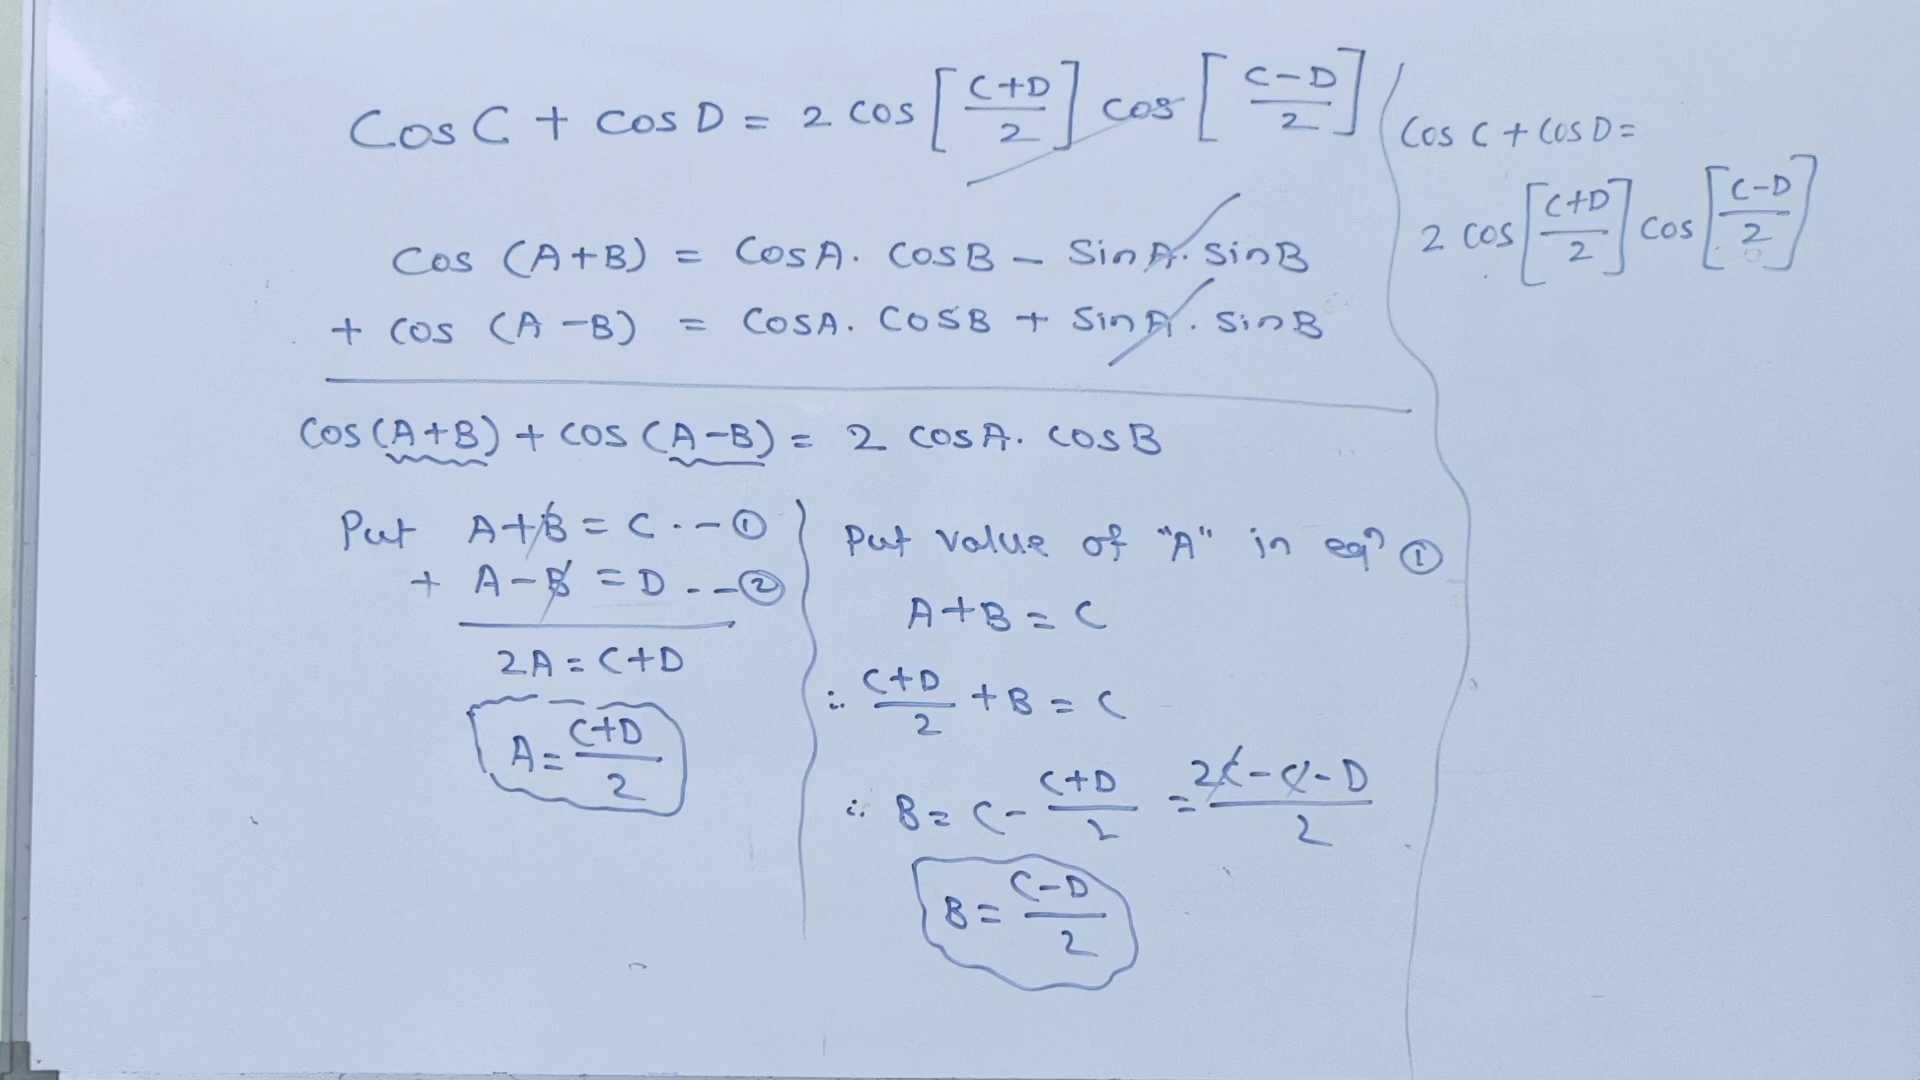 Cos C + cos D = 2 cos [(C+D)/2] cos [(C-D)/2]
Cos (A+B) = CosA. CosB - SinA. SinB
+ cos (A-B) = CosA. CosB + SinA. SinB
Cos (A+B) + cos (A-B) = 2 cosA. cosB
Put A+B = C . -- ①
+ A-B = D . -- ②
2A = C+D
A = (C+D)/2
Put value of "A" in eqⁿ ①
A+B = C
∴ (C+D)/2 + B = C
∴ B = C - (C+D)/2 = (2C-C-D)/2
B = (C-D)/2
Cos C + Cos D =
2 cos [(C+D)/2] cos [(C-D)/2]